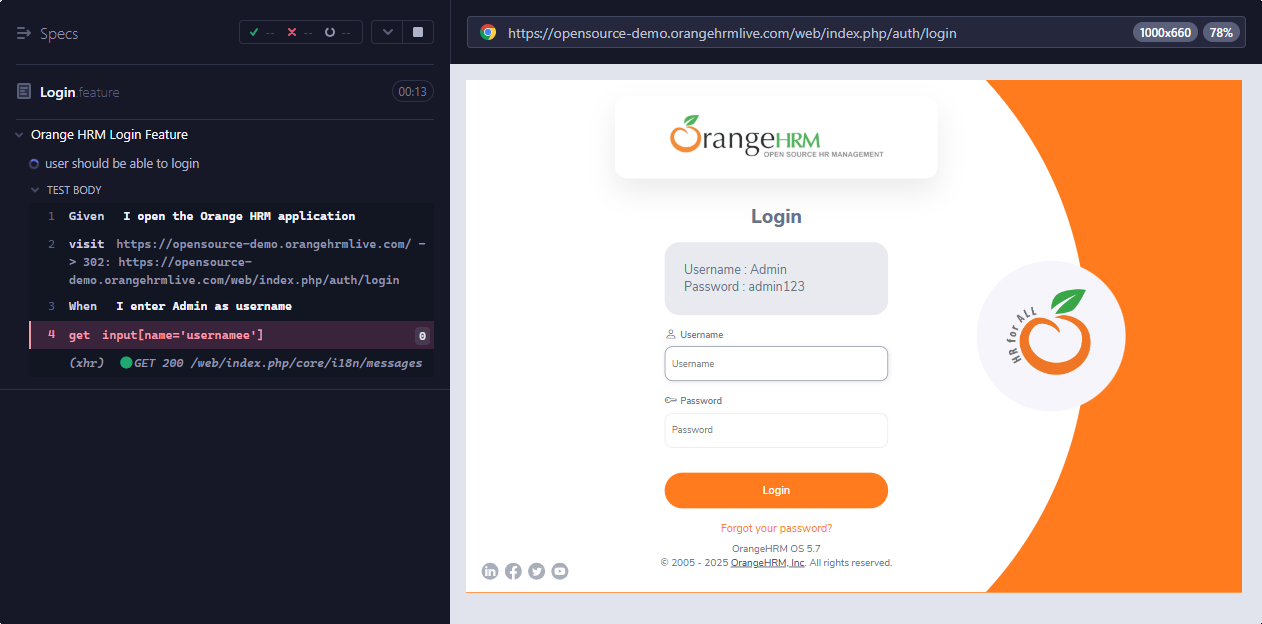 Specs
-- -- --
Login.feature 00:13
Orange HRM Login Feature
user should be able to login
TEST BODY
1 Given I open the Orange HRM application
2 visit https://opensource-demo.orangehrmlive.com/ -
> 302: https://opensource-
demo.orangehrmlive.com/web/index.php/auth/login
3 When I enter Admin as username
4 get input[name='usernamee'] 0
(xhr) GET 200 /web/index.php/core/i18n/messages
https://opensource-demo.orangehrmlive.com/web/index.php/auth/login 1000x660 78%
OrangeHRM
OPEN SOURCE HR MANAGEMENT
Login
Username : Admin
Password : admin123
Username
Username
Password
Password
Login
Forgot your password?
OrangeHRM OS 5.7
© 2005 - 2025 OrangeHRM, Inc. All rights reserved.
HR for ALL